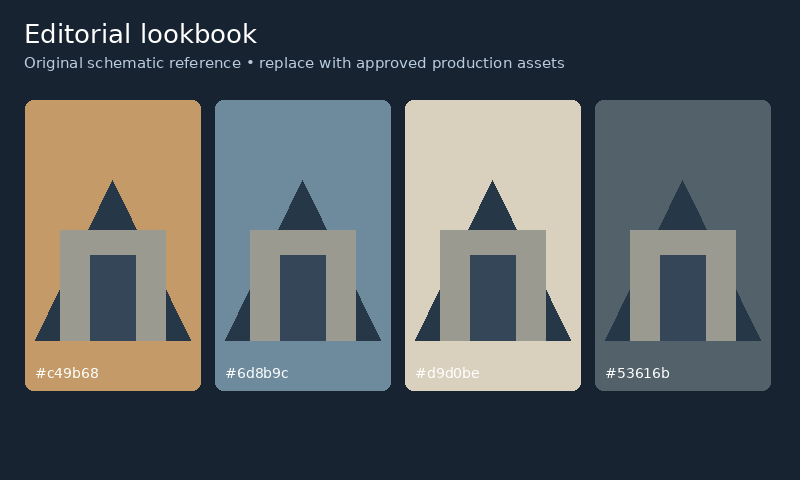 Editorial lookbook
Original schematic reference • replace with approved production assets
#c49b68
#6d8b9c
#d9d0be
#53616b